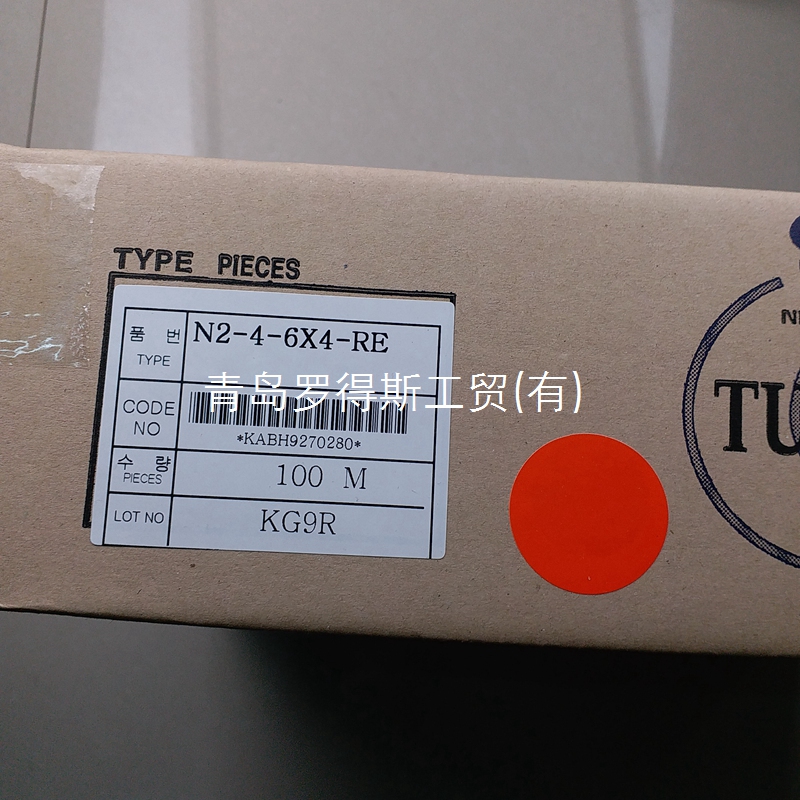 TYPE PIECES
품 번 N2-4-6X4-RE
TYPE
青岛罗得斯工贸(有)
CODE NO
*KABH9270280*
수 량 100 M
PIECES
LOT NO KG9R